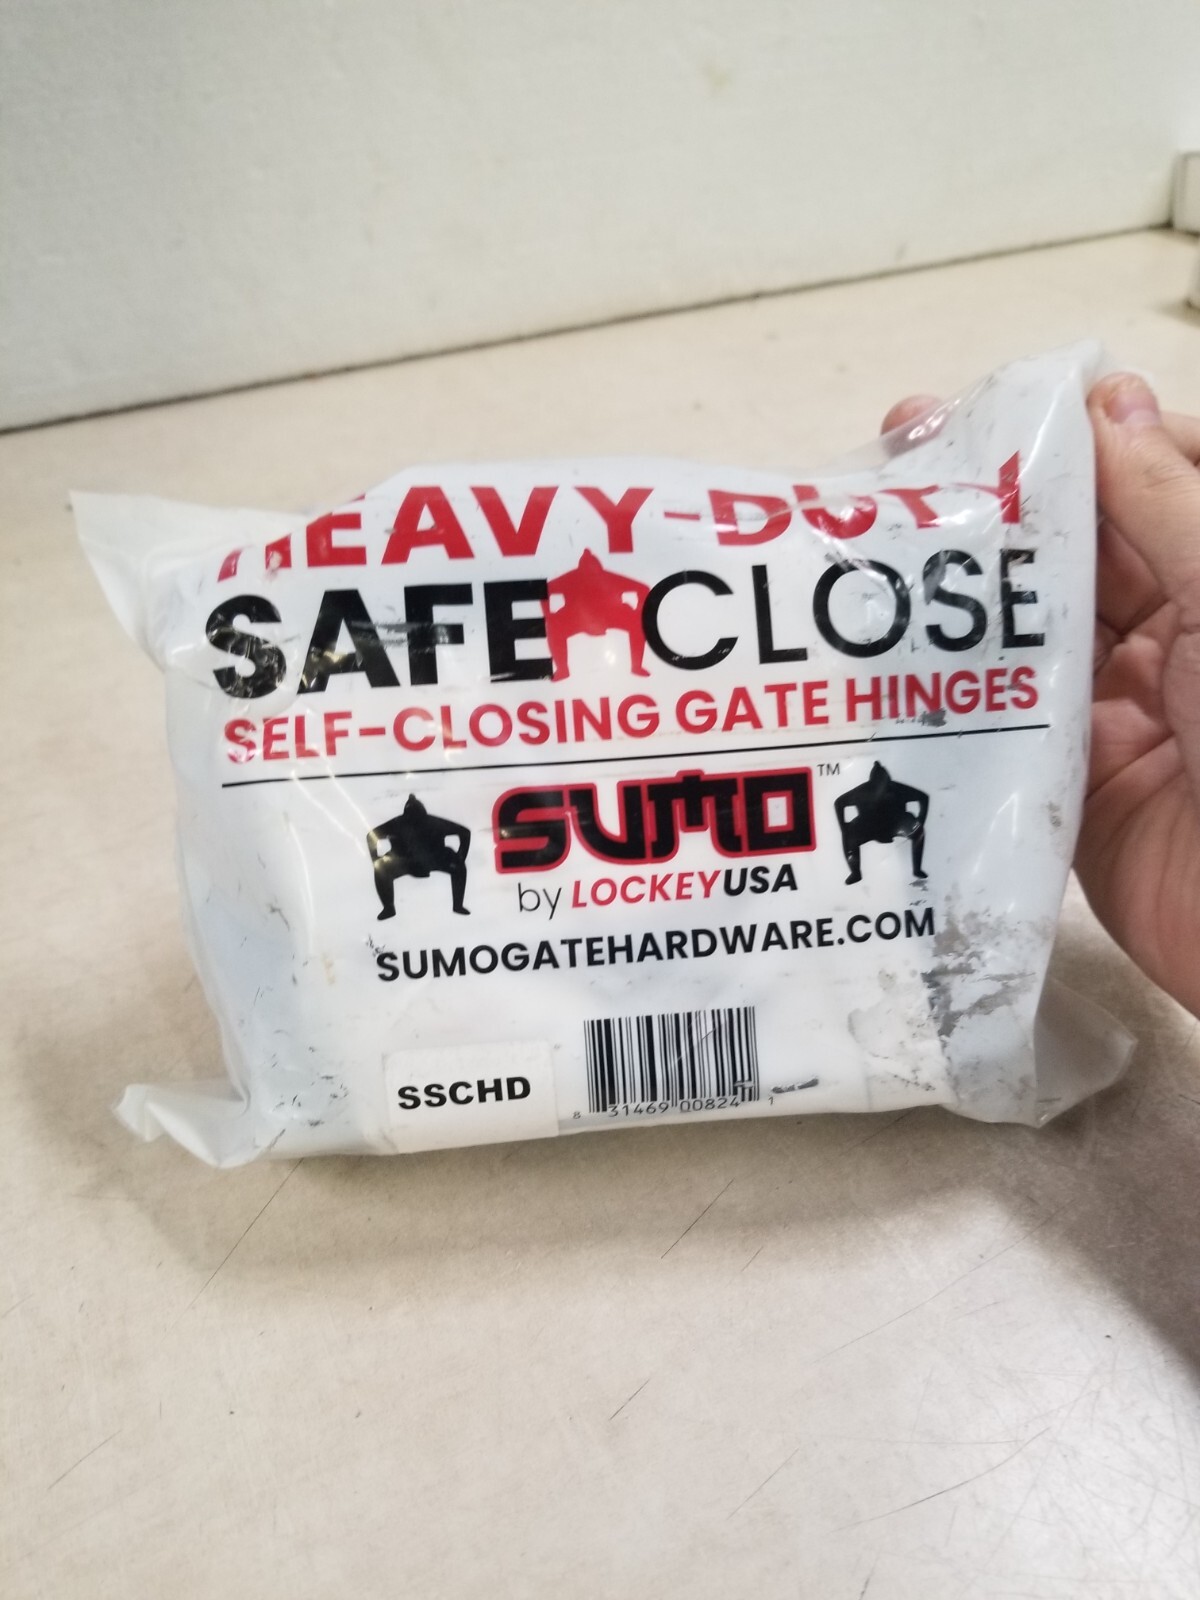 HEAVY-DUTY
SAFE CLOSE
SELF-CLOSING GATE HINGES
SUMO™
by LOCKEYUSA
SUMOGATEHARDWARE.COM
SSCHD
8 31469 00824 1